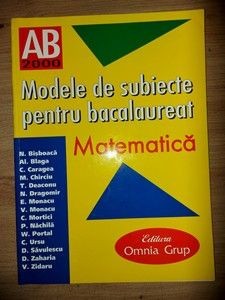 AB
2000
Modele de subiecte
pentru bacalaureat
Matematică
N. Bișboacă
Al. Blaga
C. Caragea
M. Chirciu
T. Deaconu
N. Dragomir
E. Monacu
V. Monacu
C. Mortici
P. Năchilă
W. Portal
C. Ursu
D. Săvulescu
D. Zaharia
V. Zidaru
Editura
Omnia Grup